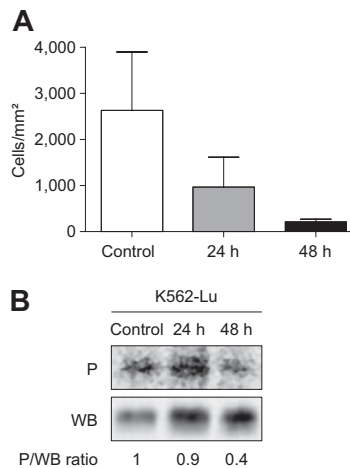 A
4,000
3,000
2,000
1,000
0
Cells/mm²
Control 24 h 48 h
B
K562-Lu
Control 24 h 48 h
P
WB
P/WB ratio 1 0.9 0.4